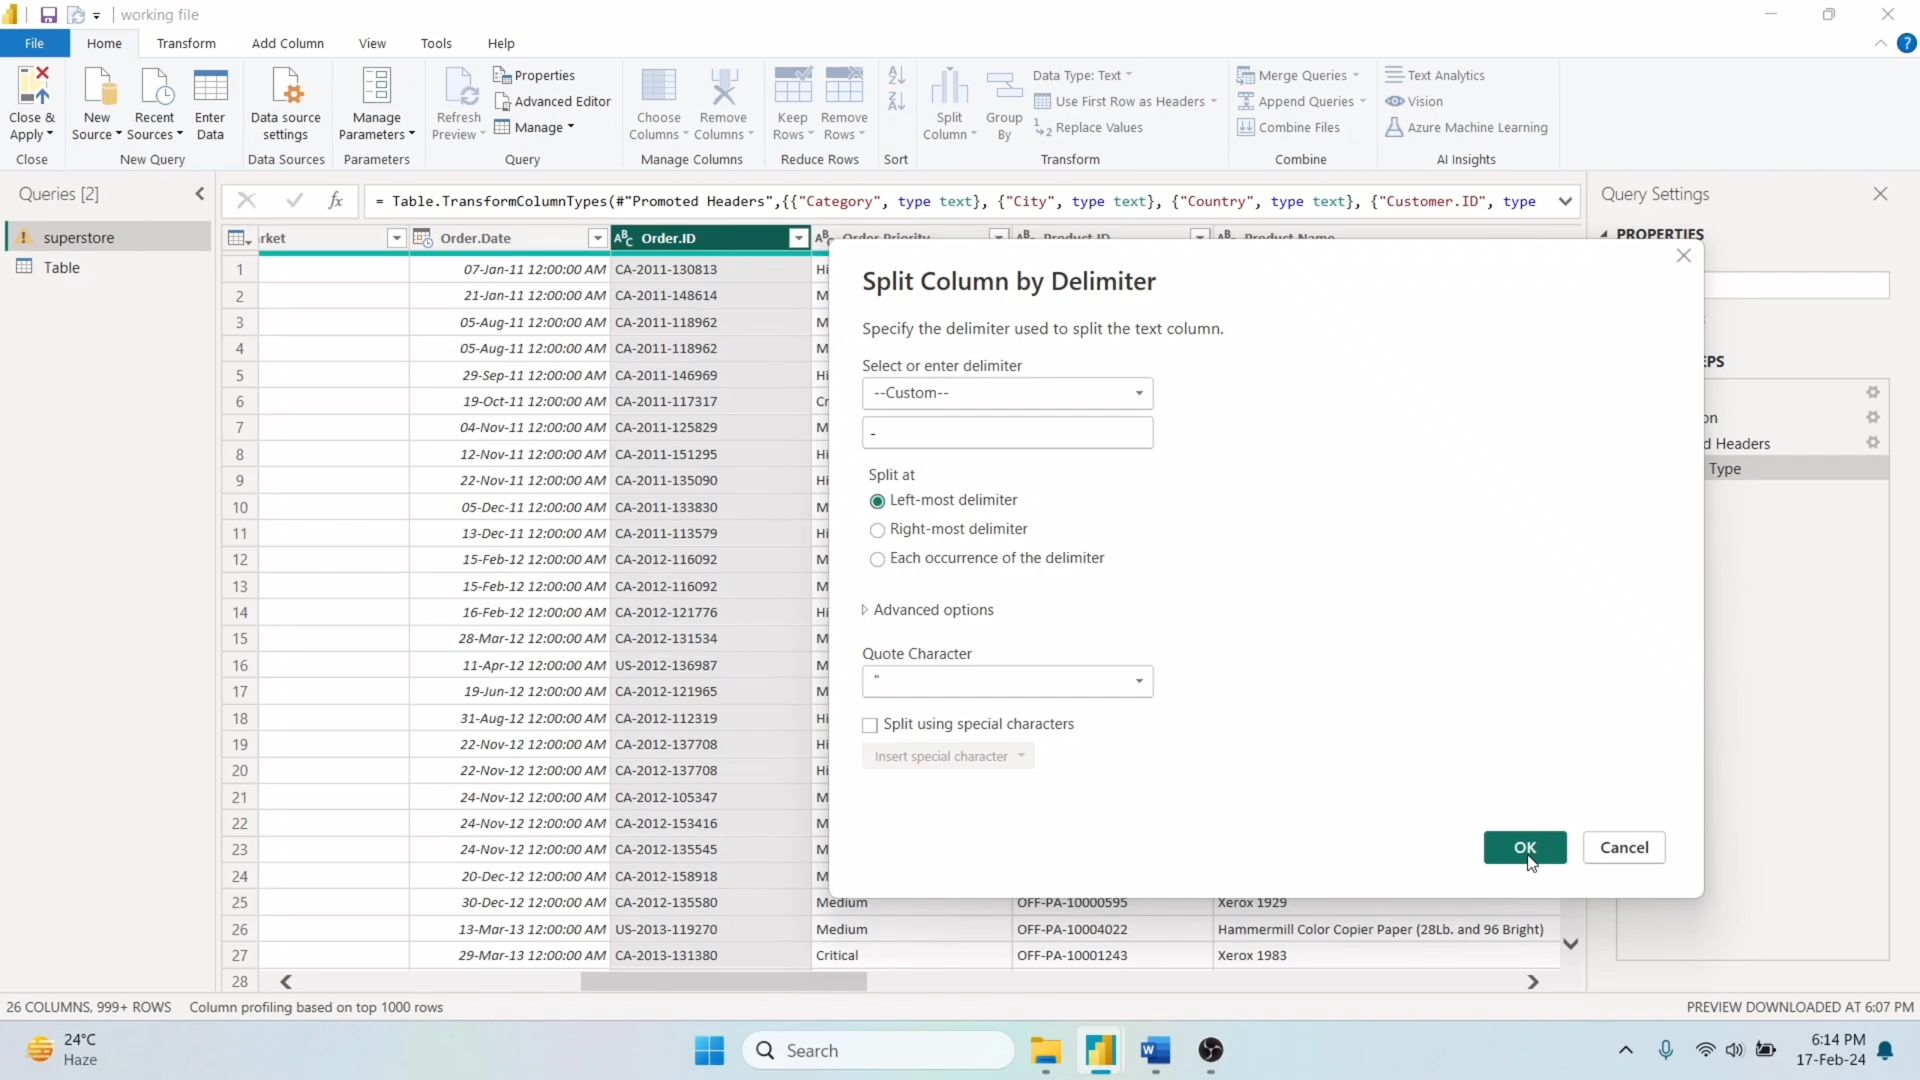 working file
File Home Transform Add Column View Tools Help
Close & Apply
New Source
Recent Sources
Enter Data
Data source settings
Manage Parameters
Refresh Preview
Properties
Advanced Editor
Manage
Choose Columns
Remove Columns
Keep Rows
Remove Rows
Split Column
Group By
Data Type: Text
Use First Row as Headers
Replace Values
Merge Queries
Append Queries
Combine Files
Text Analytics
Vision
Azure Machine Learning
Close New Query Data Sources Parameters Query Manage Columns Reduce Rows Sort Transform Combine AI Insights
Queries [2]
superstore
Table
= Table.TransformColumnTypes(#"Promoted Headers",{{"Category", type text}, {"City", type text}, {"Country", type text}, {"Customer.ID", type
rket Order.Date Order.ID Order.Priority Product.ID Product.Name
1 07-Jan-11 12:00:00 AM CA-2011-130813 Hi
2 21-Jan-11 12:00:00 AM CA-2011-148614 M
3 05-Aug-11 12:00:00 AM CA-2011-118962 M
4 05-Aug-11 12:00:00 AM CA-2011-118962 M
5 29-Sep-11 12:00:00 AM CA-2011-146969 Hi
6 19-Oct-11 12:00:00 AM CA-2011-117317 Cr
7 04-Nov-11 12:00:00 AM CA-2011-125829 M
8 12-Nov-11 12:00:00 AM CA-2011-151295 Hi
9 22-Nov-11 12:00:00 AM CA-2011-135090 Hi
10 05-Dec-11 12:00:00 AM CA-2011-133830 M
11 13-Dec-11 12:00:00 AM CA-2011-113579 Hi
12 15-Feb-12 12:00:00 AM CA-2012-116092 M
13 15-Feb-12 12:00:00 AM CA-2012-116092 M
14 16-Feb-12 12:00:00 AM CA-2012-121776 Hi
15 28-Mar-12 12:00:00 AM CA-2012-131534 M
16 11-Apr-12 12:00:00 AM US-2012-136987 M
17 19-Jun-12 12:00:00 AM CA-2012-121965 M
18 31-Aug-12 12:00:00 AM CA-2012-112319 Hi
19 22-Nov-12 12:00:00 AM CA-2012-137708 Hi
20 22-Nov-12 12:00:00 AM CA-2012-137708 Hi
21 24-Nov-12 12:00:00 AM CA-2012-105347 M
22 24-Nov-12 12:00:00 AM CA-2012-153416 M
23 24-Nov-12 12:00:00 AM CA-2012-135545 M
24 20-Dec-12 12:00:00 AM CA-2012-158918 M
25 30-Dec-12 12:00:00 AM CA-2012-135580 Medium OFF-PA-10000595 Xerox 1929
26 13-Mar-13 12:00:00 AM US-2013-119270 Medium OFF-PA-10004022 Hammermill Color Copier Paper (28Lb. and 96 Bright)
27 29-Mar-13 12:00:00 AM CA-2013-131380 Critical OFF-PA-10001243 Xerox 1983
28
Split Column by Delimiter
Specify the delimiter used to split the text column.
Select or enter delimiter
--Custom--
-
Split at
Left-most delimiter
Right-most delimiter
Each occurrence of the delimiter
Advanced options
Quote Character
"
Split using special characters
Insert special character
OK Cancel
Query Settings
PROPERTIES
EPS
on
d Headers
Type
26 COLUMNS, 999+ ROWS Column profiling based on top 1000 rows PREVIEW DOWNLOADED AT 6:07 PM
24°C
Haze
Search
6:14 PM
17-Feb-24